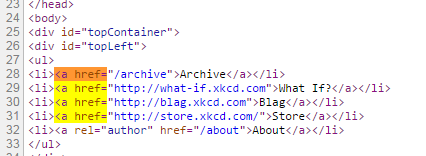 23 </head>
24 <body>
25 <div id="topContainer">
26 <div id="topLeft">
27 <ul>
28 <li><a href="/archive">Archive</a></li>
29 <li><a href="http://what-if.xkcd.com">What If?</a></li>
30 <li><a href="http://blag.xkcd.com">Blag</a></li>
31 <li><a href="http://store.xkcd.com/">Store</a></li>
32 <li><a rel="author" href="/about">About</a></li>
33 </ul>